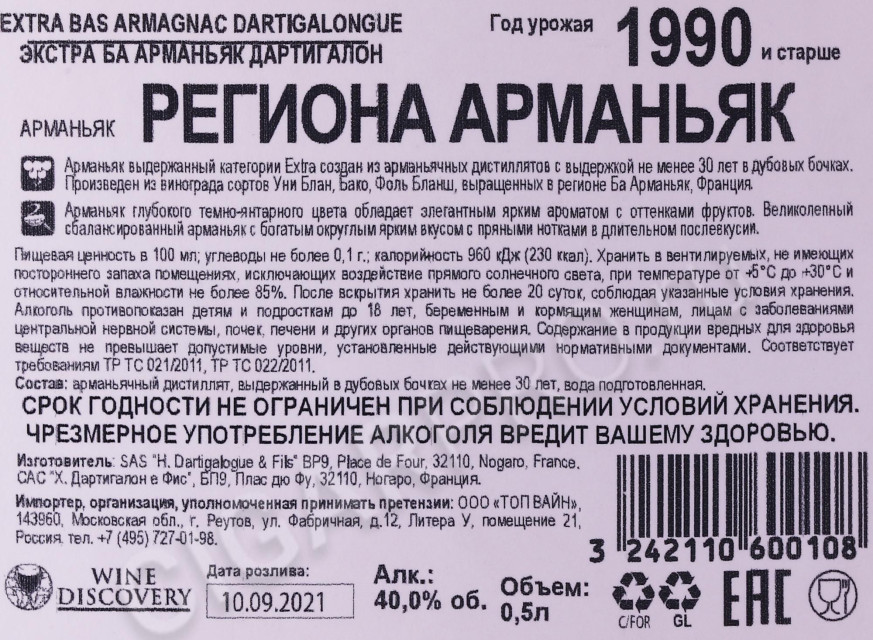 EXTRA BAS ARMAGNAC DARTIGALONGUE
ЭКСТРА БА АРМАНЬЯК ДАРТИГАЛОН
Год урожая 1990 и старше
АРМАНЬЯК РЕГИОНА АРМАНЬЯК
Арманьяк выдержанный категории Extra создан из арманьячных дистиллятов с выдержкой не менее 30 лет в дубовых бочках.
Произведен из винограда сортов Уни Блан, Бако, Фоль Бланш, выращенных в регионе Ба Арманьяк, Франция.
Арманьяк глубокого темно-янтарного цвета обладает элегантным ярким ароматом с оттенками фруктов. Великолепный
сбалансированный арманьяк с богатым округлым ярким вкусом с пряными нотками в длительном послевкусии.
Пищевая ценность в 100 мл; углеводы не более 0,1 г.; калорийность 960 кДж (230 ккал). Хранить в вентилируемых, не имеющих
постороннего запаха помещениях, исключающих воздействие прямого солнечного света, при температуре от +5°С до +30°С и
относительной влажности не более 85%. После вскрытия хранить не более 20 суток, соблюдая указанные условия хранения.
Алкоголь противопоказан детям и подросткам до 18 лет, беременным и кормящим женщинам, лицам с заболеваниями
центральной нервной системы, почек, печени и других органов пищеварения. Содержание в продукции вредных для здоровья
веществ не превышает допустимые уровни, установленные действующими нормативными документами. Соответствует
требованиям ТР ТС 021/2011, ТР ТС 022/2011.
Состав: арманьячный дистиллят, выдержанный в дубовых бочках не менее 30 лет, вода подготовленная.
СРОК ГОДНОСТИ НЕ ОГРАНИЧЕН ПРИ СОБЛЮДЕНИИ УСЛОВИЙ ХРАНЕНИЯ.
ЧРЕЗМЕРНОЕ УПОТРЕБЛЕНИЕ АЛКОГОЛЯ ВРЕДИТ ВАШЕМУ ЗДОРОВЬЮ.
Изготовитель: SAS "H. Dartigalogue & Fils" BP9, Place de Four, 32110, Nogaro, France.
САС "Х. Дартигалон е Фис", БП9, Плас дю Фу, 32110, Ногаро, Франция.
Импортер, организация, уполномоченная принимать претензии: ООО «ТОП ВАЙН»,
143960, Московская обл., г. Реутов, ул. Фабричная, д.12, Литера У, помещение 21,
Россия. тел. +7 (495) 727-01-98.
3 242110 600108
WINE
DISCOVERY
Дата розлива:
10.09.2021
Алк.:
40,0% об.
Объем:
0,5л
C/FOR
GL
EAC